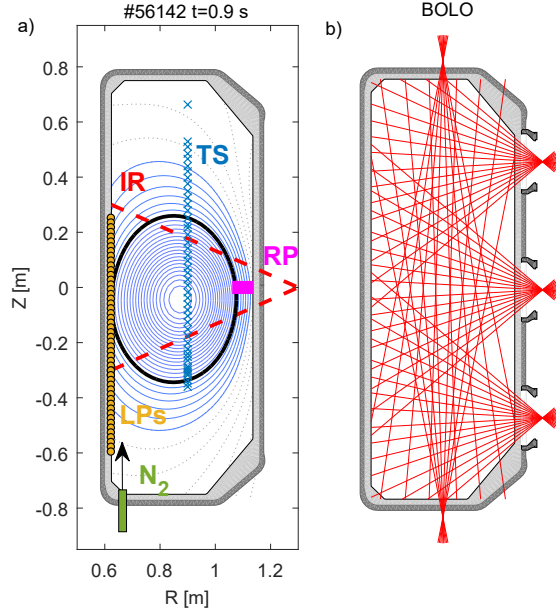 #56142 t=0.9 s
BOLO
a)
b)
TS
IR
RP
LPs
N₂
0.8
0.6
0.4
0.2
0
-0.2
-0.4
-0.6
-0.8
Z [m]
0.6
0.8
1
1.2
R [m]